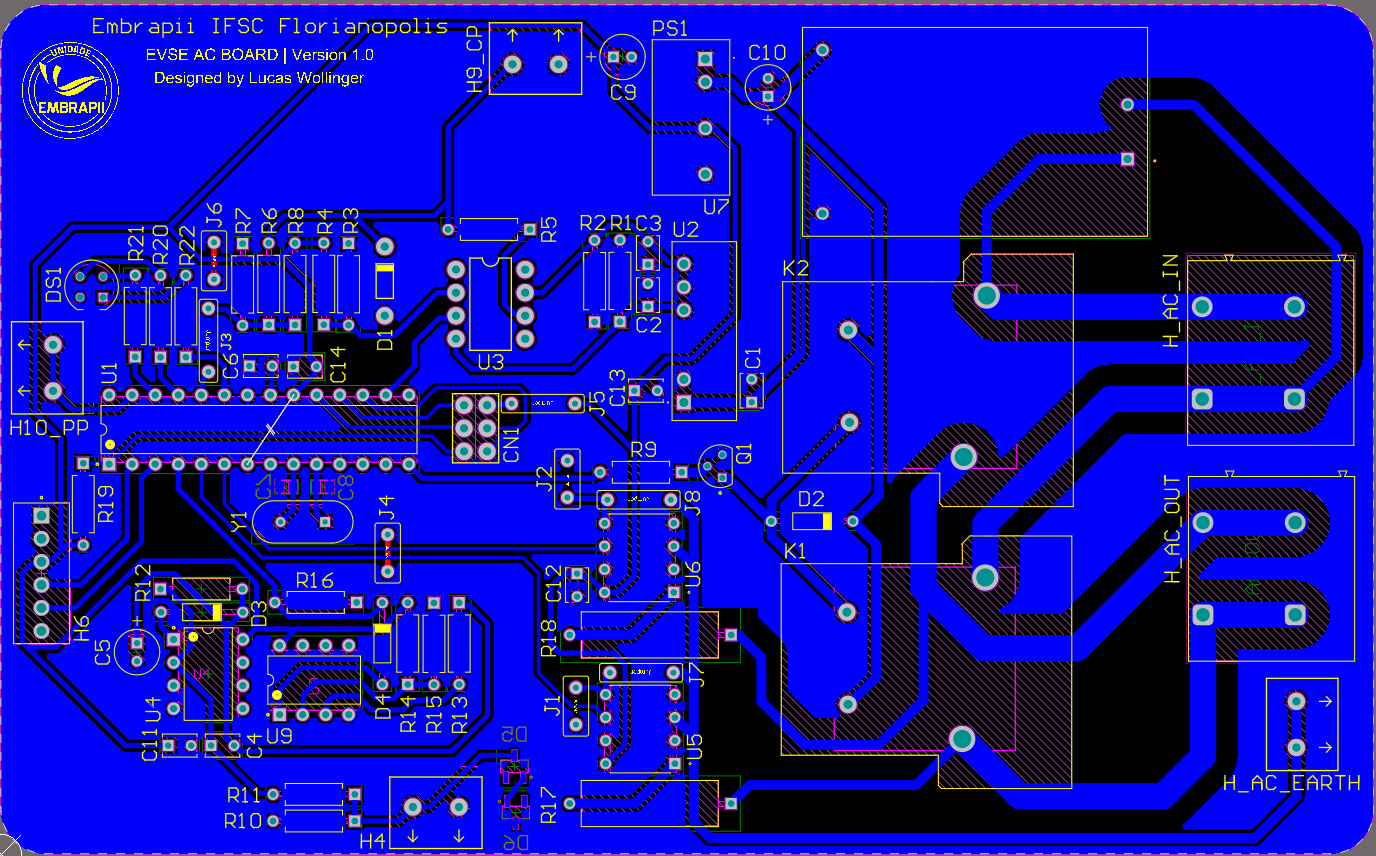 Embrapii IFSC Florianopolis
EVSE AC BOARD | Version 1.0
Designed by Lucas Wollinger
UNIDADE
EMBRAPII
H9_CP
C9
PS1
C10
+
+
U7
J6
R7
R6
R8
R4
R3
R5
R2
R1
C3
U2
R21
R20
R22
DS1
K2
H_AC_IN
D1
J3
C6
C14
U3
C2
C1
C13
U1
H10_PP
J5
CN1
R9
Q1
J2
J8
R19
C7
C8
Y1
J4
D2
K1
H_AC_OUT
R12
D3
R16
U6
C12
H6
+
C5
U4
U4
R18
J7
D4
R14
R15
R13
J1
U9
C11
C4
D5
U5
R11
R10
H4
D6
R17
H_AC_EARTH